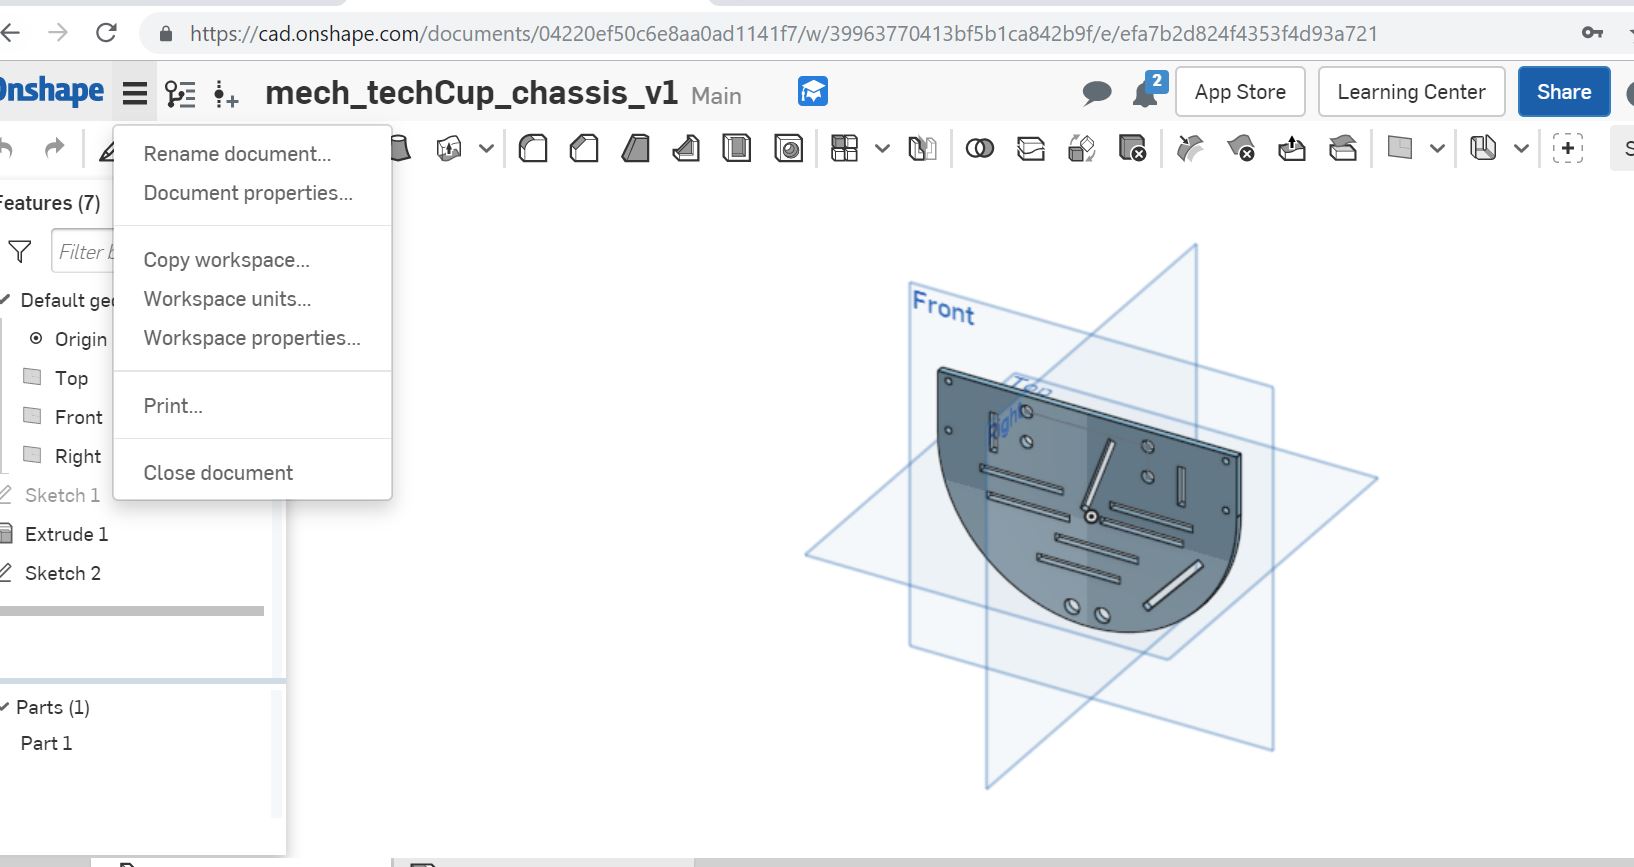 https://cad.onshape.com/documents/04220ef50c6e8aa0ad1141f7/w/39963770413bf5b1ca842b9f/e/efa7b2d824f4353f4d93a721
Onshape mech_techCup_chassis_v1 Main 2 App Store Learning Center Share
Rename document...
Document properties...
Copy workspace...
Workspace units...
Workspace properties...
Print...
Close document
Features (7)
Filter
Default
Origin
Top
Front
Right
Sketch 1
Extrude 1
Sketch 2
Parts (1)
Part 1
Front
Top
Right